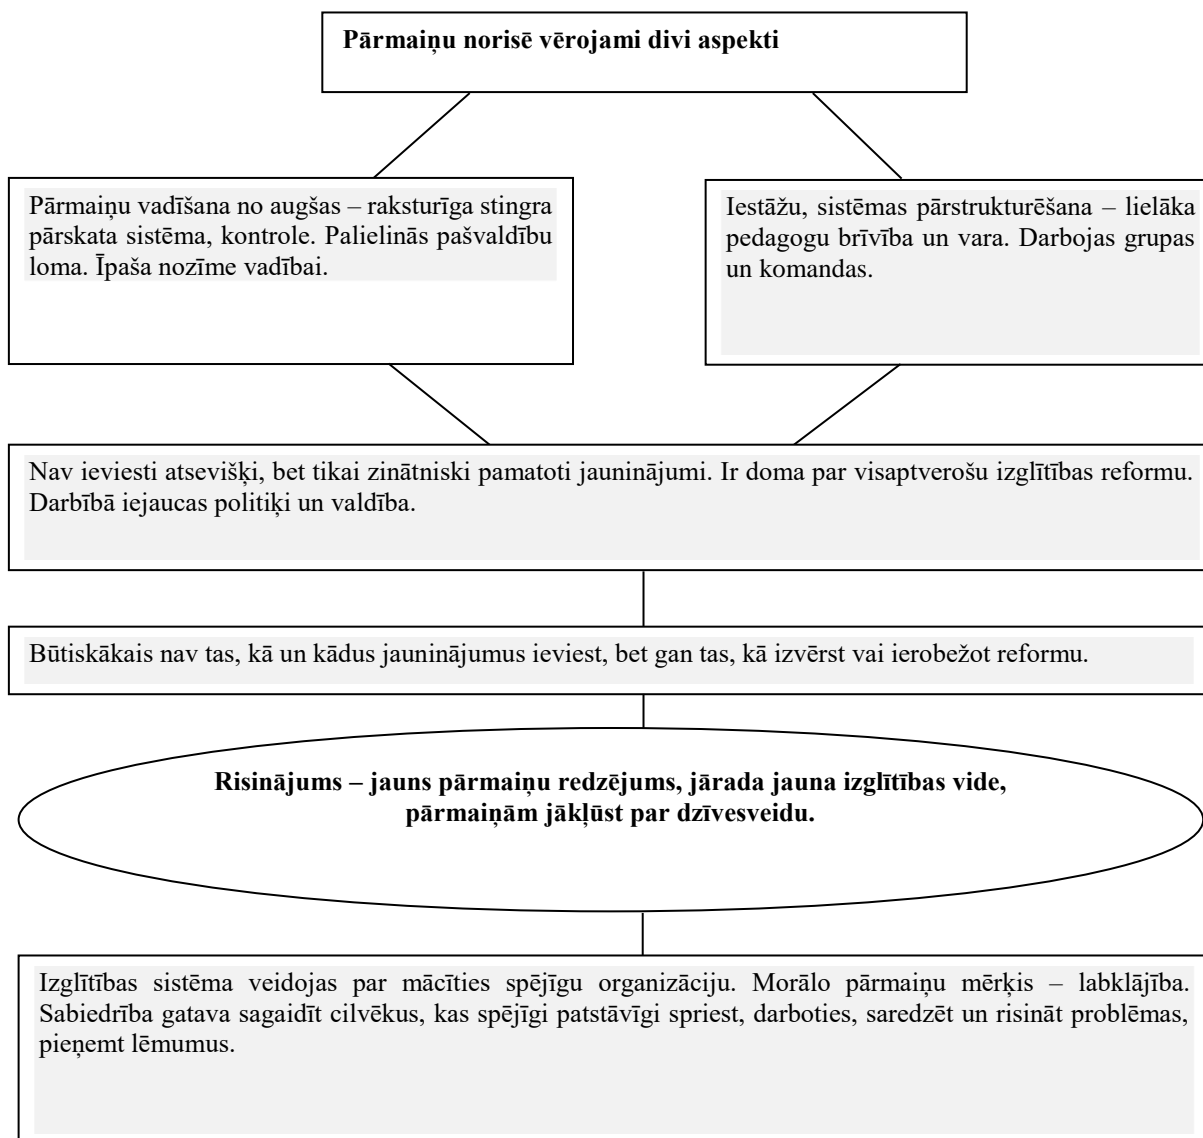 Pārmaiņu norisē vērojami divi aspekti
Pārmaiņu vadīšana no augšas – raksturīga stingra
pārskata sistēma, kontrole. Palielinās pašvaldību
loma. Īpaša nozīme vadībai.
Iestāžu, sistēmas pārstrukturēšana – lielāka
pedagogu brīvība un vara. Darbojas grupas
un komandas.
Nav ieviesti atsevišķi, bet tikai zinātniski pamatoti jauninājumi. Ir doma par visaptverošu izglītības reformu.
Darbībā iejaucas politiķi un valdība.
Būtiskākais nav tas, kā un kādus jauninājumus ieviest, bet gan tas, kā izvērst vai ierobežot reformu.
Risinājums – jauns pārmaiņu redzējums, jārada jauna izglītības vide,
pārmaiņām jākļūst par dzīvesveidu.
Izglītības sistēma veidojas par mācīties spējīgu organizāciju. Morālo pārmaiņu mērķis – labklājība.
Sabiedrība gatava sagaidīt cilvēkus, kas spējīgi patstāvīgi spriest, darboties, saredzēt un risināt problēmas,
pieņemt lēmumus.